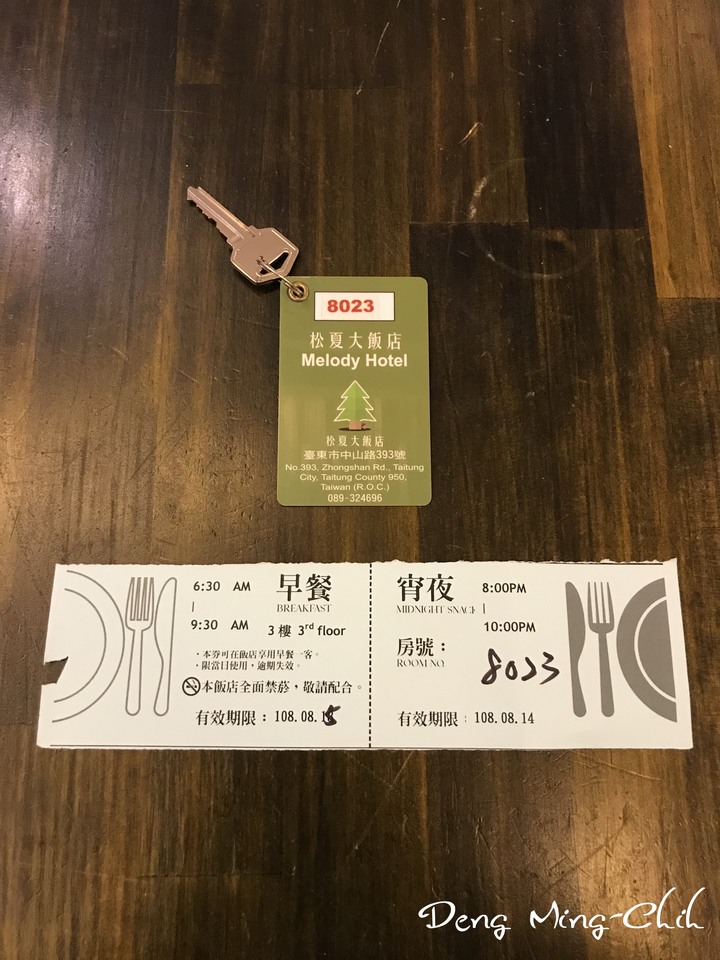 8023
松夏大飯店
Melody Hotel
松夏大飯店
臺東市中山路393號
No.393, Zhongshan Rd., Taitung
City, Taitung County 950,
Taiwan (R.O.C.)
089-324696
6:30 AM
|
9:30 AM
早餐
BREAKFAST
3 樓 3rd floor
・本券可在飯店享用早餐一客。
・限當日使用，逾期失效。
本飯店全面禁菸，敬請配合。
有效期限：108.08.15
宵夜
MIDNIGHT SNACK
8:00PM
|
10:00PM
房號：
ROOM NO.
8023
有效期限：108.08.14
Deng Ming-Chih